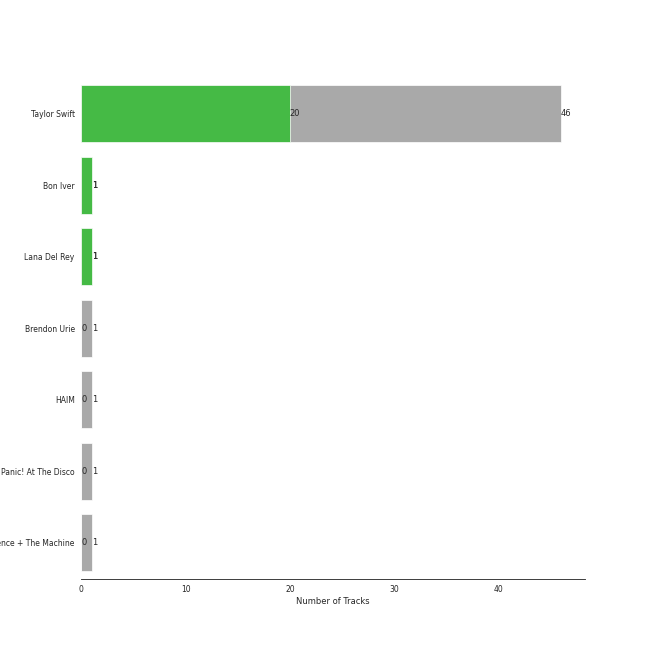 Taylor Swift 20 46
Bon Iver 1
Lana Del Rey 1
Brendon Urie 0 1
HAIM 0 1
Panic! At The Disco 0 1
+ The Machine 0 1
0 10 20 30 40
Number of Tracks